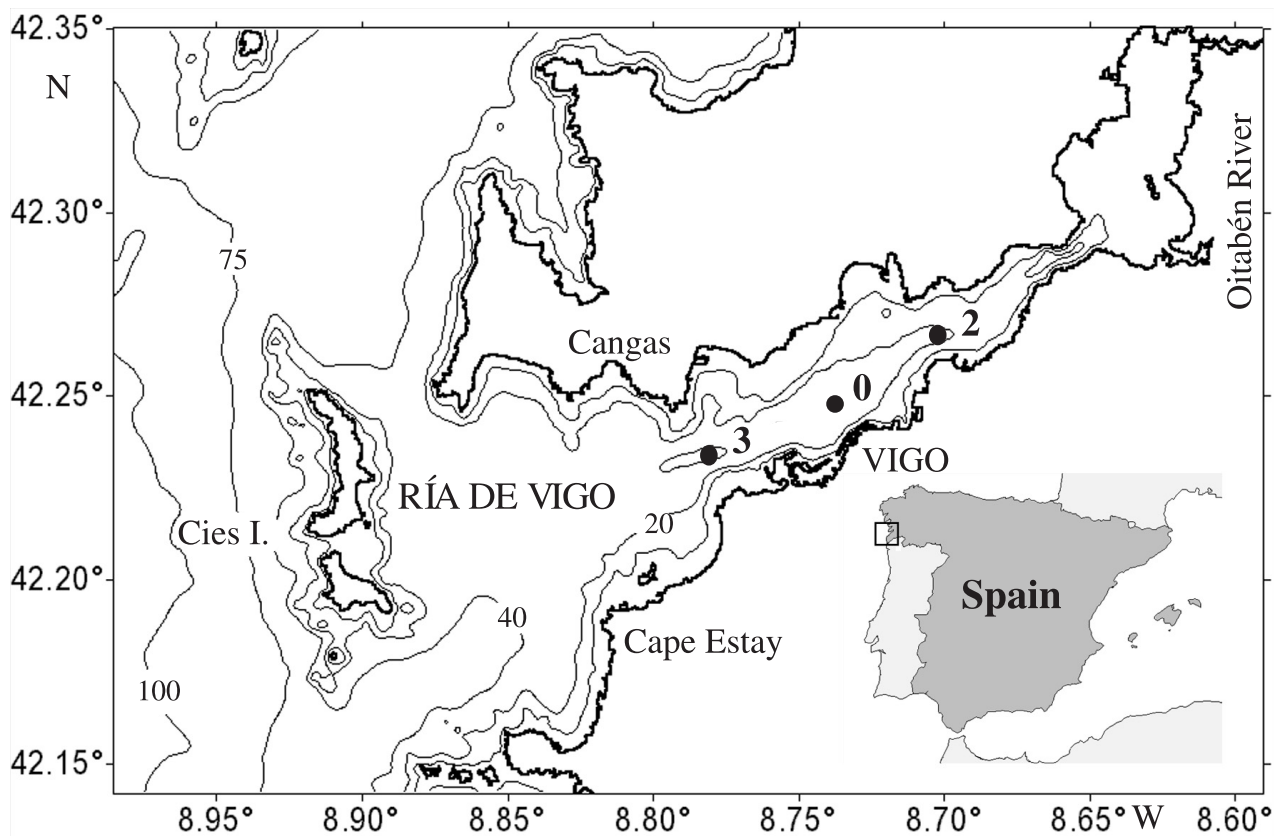 42.35°
N
Oitabén River
42.30°
75
2
Cangas
0
42.25°
3
VIGO
RÍA DE VIGO
20
Cies I.
42.20°
Spain
40
Cape Estay
100
42.15°
8.95° 8.90° 8.85° 8.80° 8.75° 8.70° 8.65° W 8.60°